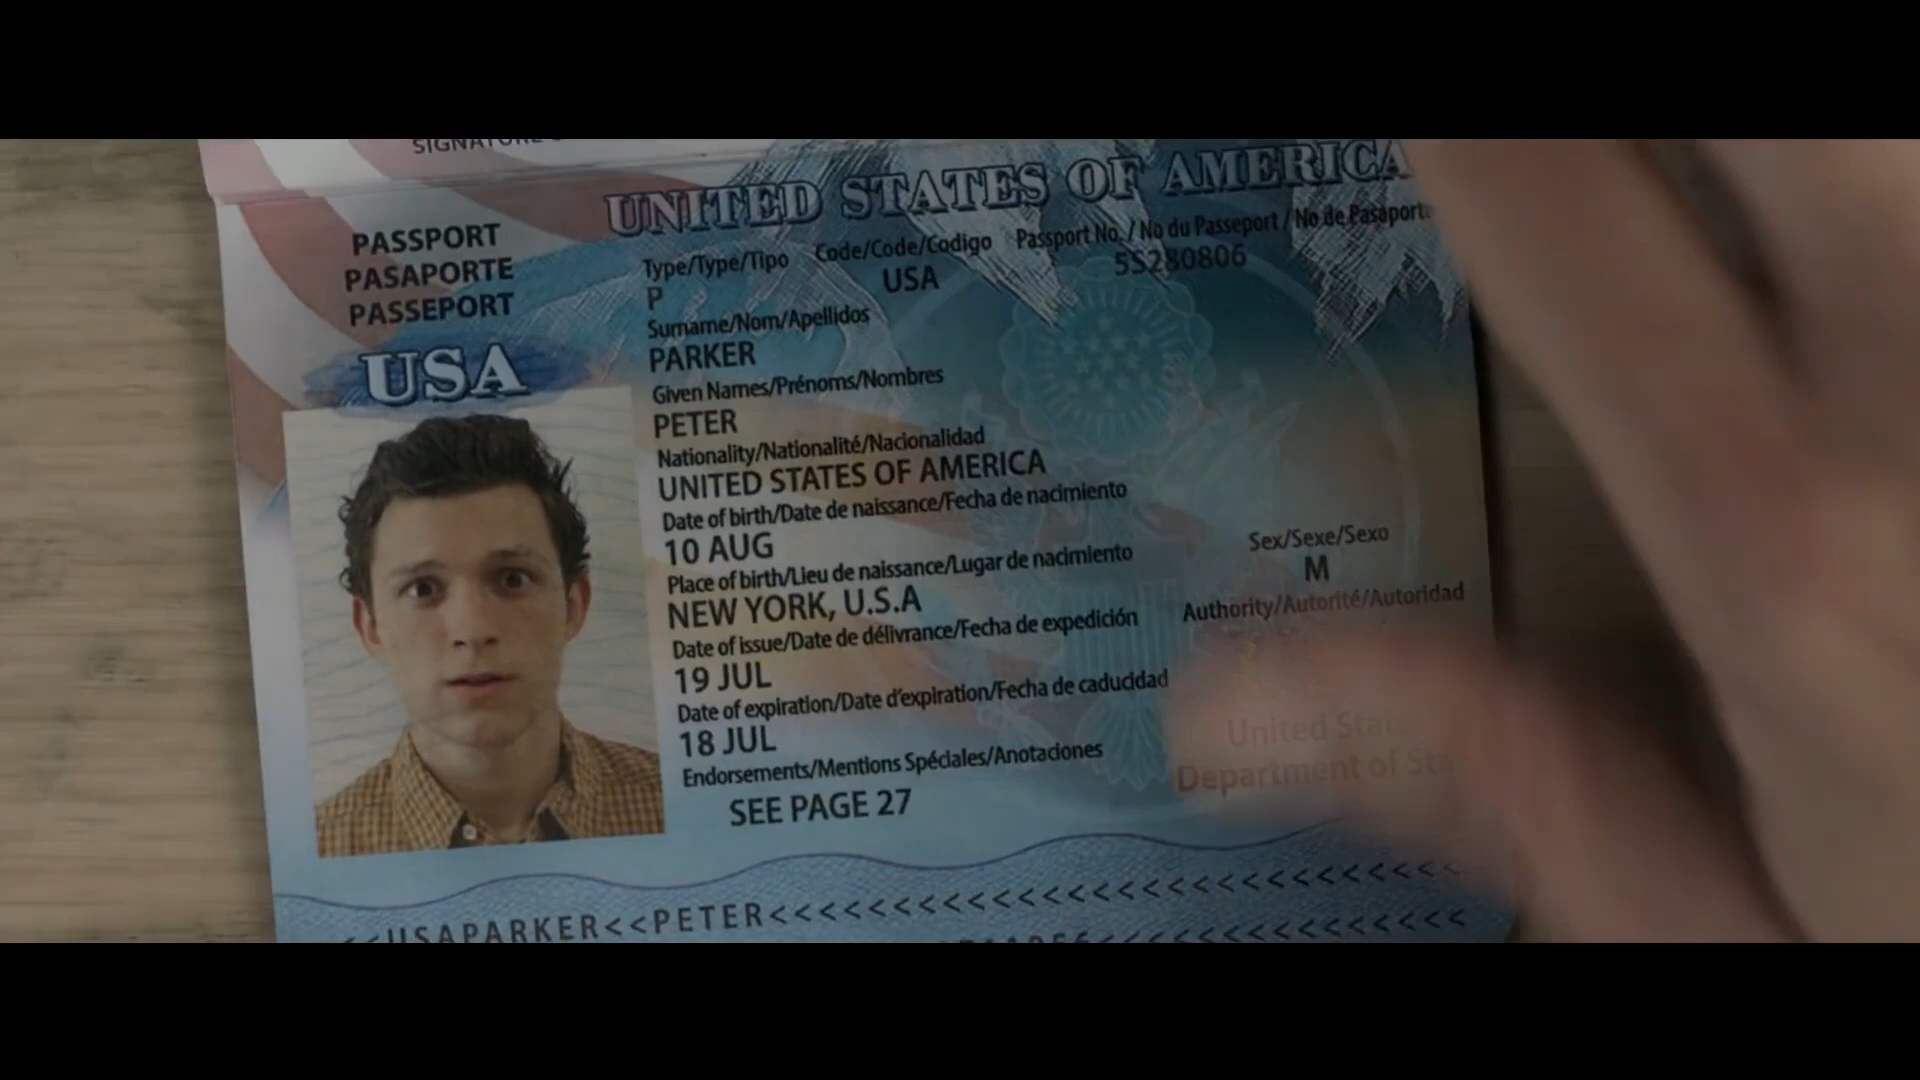 UNITED STATES OF AMERICA
PASSPORT
PASAPORTE
PASSEPORT
USA
Type/Type/Tipo Code/Code/Codigo Passport No. / No du Passeport / No de Pasaporte
P USA 55280806
Surname/Nom/Apellidos
PARKER
Given Names/Prénoms/Nombres
PETER
Nationality/Nationalité/Nacionalidad
UNITED STATES OF AMERICA
Date of birth/Date de naissance/Fecha de nacimiento
10 AUG
Place of birth/Lieu de naissance/Lugar de nacimiento Sex/Sexe/Sexo
NEW YORK, U.S.A M
Date of issue/Date de délivrance/Fecha de expedición Authority/Autorité/Autoridad
19 JUL
Date of expiration/Date d'expiration/Fecha de caducidad United
18 JUL Department of
Endorsements/Mentions Spéciales/Anotaciones
SEE PAGE 27
<<USAPARKER<<PETER<<<<<<<<<<<<<<<<<<<<<<<<<<